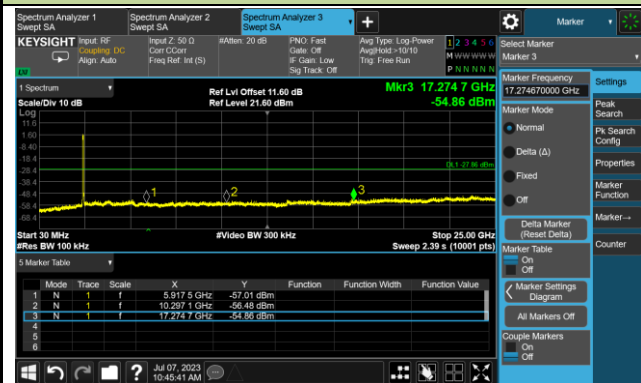 Spectrum Analyzer 1
Swept SA
Spectrum Analyzer 2
Swept SA
Spectrum Analyzer 3
Swept SA
Marker
KEYSIGHT
Input: RF
Coupling: DC
Align: Auto
Input Z: 50 Ω
Corr CCorr
Freq Ref: Int (S)
#Atten: 20 dB
PNO: Fast
Gate: Off
IF Gain: Low
Sig Track: Off
Avg Type: Log-Power
Avg|Hold:>10/10
Trig: Free Run
1 2 3 4 5 6
M W W W W W
P N N N N N
LXI
Select Marker
Marker 3
1 Spectrum
Scale/Div 10 dB
Log
Ref Lvl Offset 11.60 dB
Ref Level 21.60 dBm
Mkr3 17.274 7 GHz
-54.86 dBm
11.6
1.60
-8.40
-18.4
-28.4
-38.4
-48.4
-58.4
-68.4
DL1 -27.86 dBm
1
2
3
Start 30 MHz
#Res BW 100 kHz
#Video BW 300 kHz
Stop 25.00 GHz
Sweep 2.39 s (10001 pts)
5 Marker Table
Mode Trace Scale X Y Function Function Width Function Value
1 N 1 f 5.917 5 GHz -57.01 dBm
2 N 1 f 10.297 1 GHz -56.48 dBm
3 N 1 f 17.274 7 GHz -54.86 dBm
4
5
6
Marker Frequency
17.274670000 GHz
Marker Mode
Normal
Delta (Δ)
Fixed
Off
Delta Marker
(Reset Delta)
Marker Table
On
Off
Marker Settings
Diagram
All Markers Off
Couple Markers
On
Off
Settings
Peak
Search
Pk Search
Config
Properties
Marker
Function
Marker→
Counter
Jul 07, 2023
10:45:41 AM